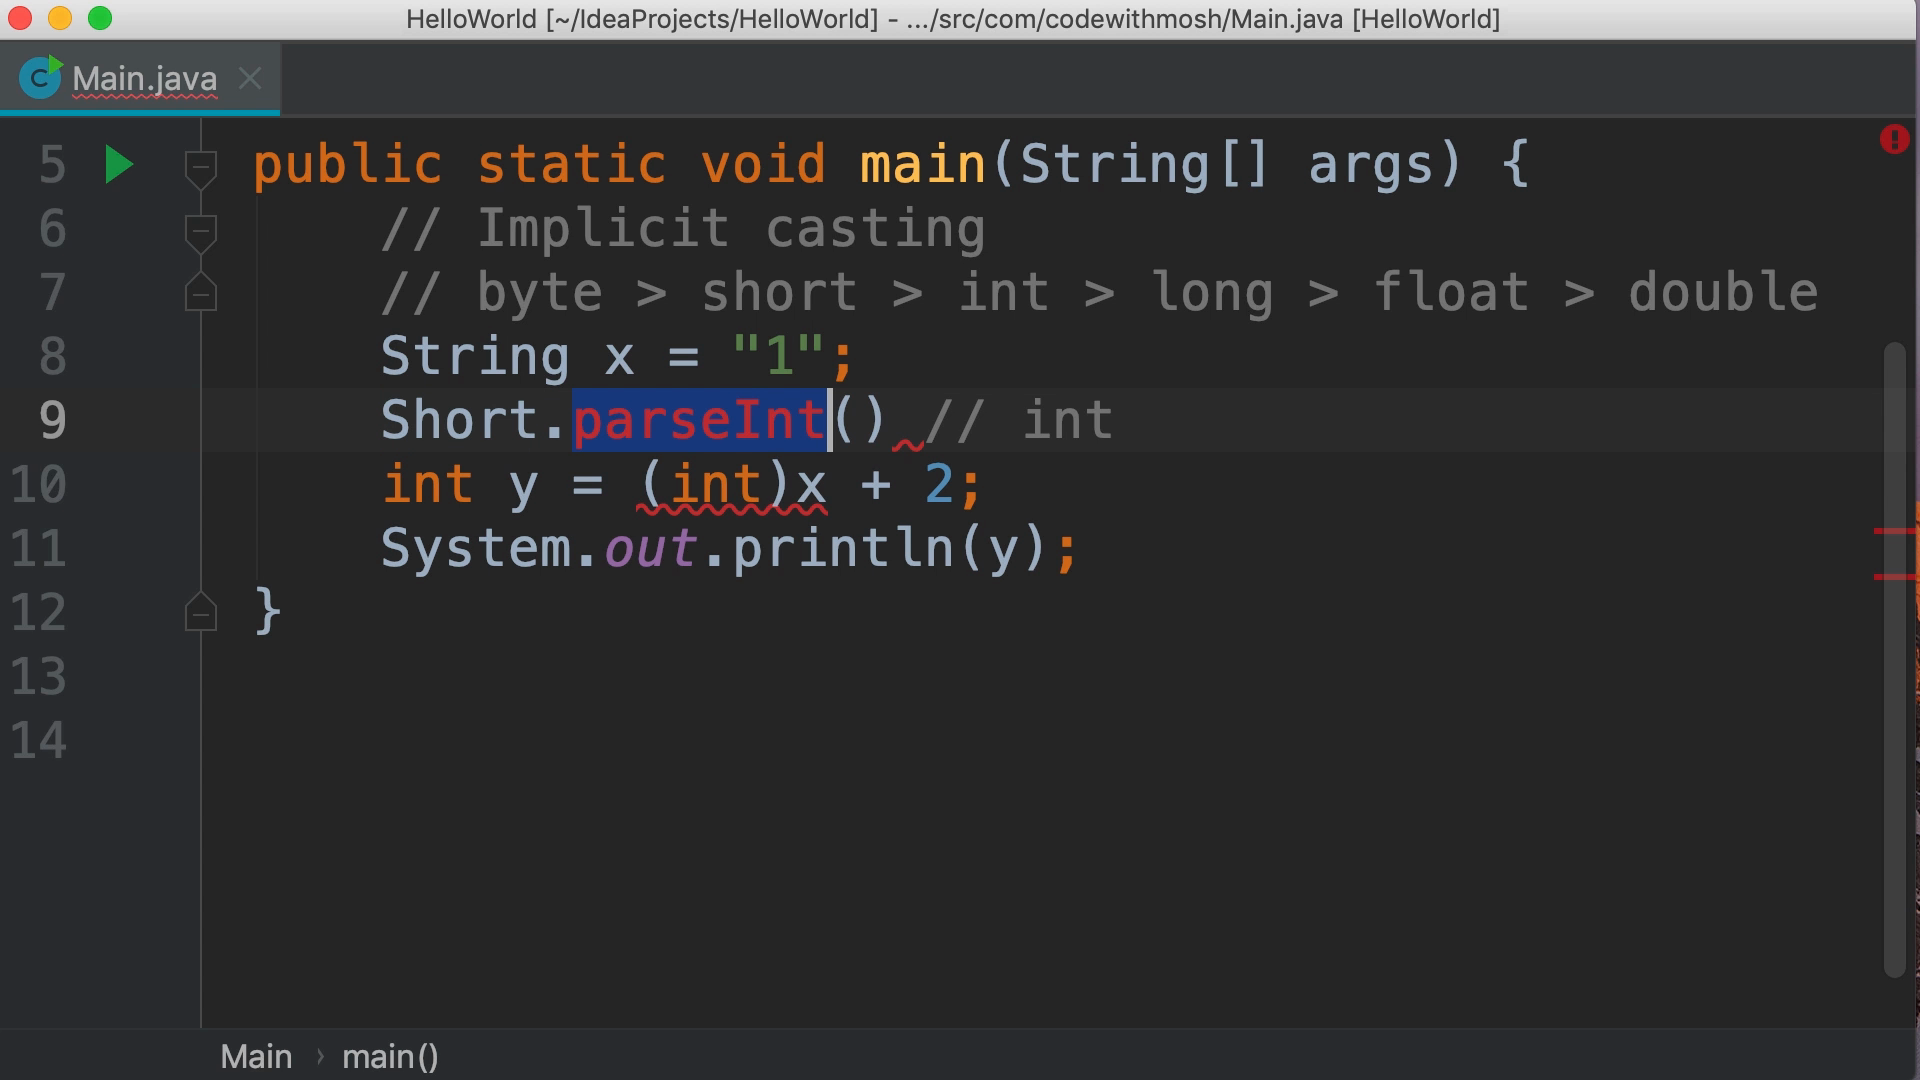 HelloWorld [~/IdeaProjects/HelloWorld] - .../src/com/codewithmosh/Main.java [HelloWorld]
C Main.java
5 public static void main(String[] args) {
6 // Implicit casting
7 // byte > short > int > long > float > double
8 String x = "1";
9 Short.parseInt() // int
10 int y = (int)x + 2;
11 System.out.println(y);
12 }
13
14
Main › main()